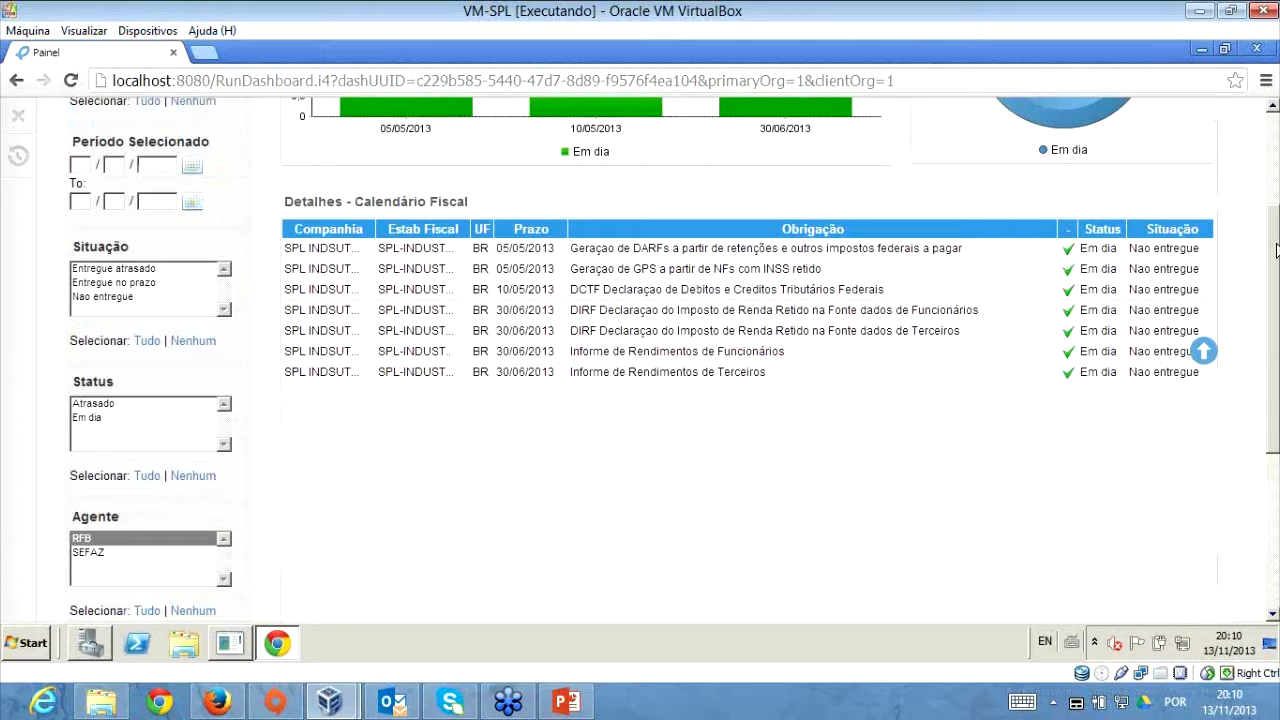 VM-SPL [Executando] - Oracle VM VirtualBox
Máquina Visualizar Dispositivos Ajuda (H)
Painel
localhost:8080/RunDashboard.i4?dashUUID=c229b585-5440-47d7-8d89-f9576f4ea104&primaryOrg=1&clientOrg=1
Selecionar: Tudo | Nenhum
0
05/05/2013 10/05/2013 30/06/2013
Em dia
Em dia
Período Selecionado
/ /
To:
/ /
Situação
Entregue atrasado
Entregue no prazo
Nao entregue
Selecionar: Tudo | Nenhum
Status
Atrasado
Em dia
Selecionar: Tudo | Nenhum
Agente
RFB
SEFAZ
Selecionar: Tudo | Nenhum
Detalhes - Calendário Fiscal
Companhia Estab Fiscal UF Prazo Obrigação - Status Situação
SPL INDSUT... SPL-INDUST... BR 05/05/2013 Geraçao de DARFs a partir de retenções e outros impostos federais a pagar Em dia Nao entregue
SPL INDSUT... SPL-INDUST... BR 05/05/2013 Geraçao de GPS a partir de NFs com INSS retido Em dia Nao entregue
SPL INDSUT... SPL-INDUST... BR 10/05/2013 DCTF Declaraçao de Debitos e Creditos Tributários Federais Em dia Nao entregue
SPL INDSUT... SPL-INDUST... BR 30/06/2013 DIRF Declaraçao do Imposto de Renda Retido na Fonte dados de Funcionários Em dia Nao entregue
SPL INDSUT... SPL-INDUST... BR 30/06/2013 DIRF Declaraçao do Imposto de Renda Retido na Fonte dados de Terceiros Em dia Nao entregue
SPL INDSUT... SPL-INDUST... BR 30/06/2013 Informe de Rendimentos de Funcionários Em dia Nao entregue
SPL INDSUT... SPL-INDUST... BR 30/06/2013 Informe de Rendimentos de Terceiros Em dia Nao entregue
Start
EN
20:10
13/11/2013
Right Ctrl
POR
20:10
13/11/2013